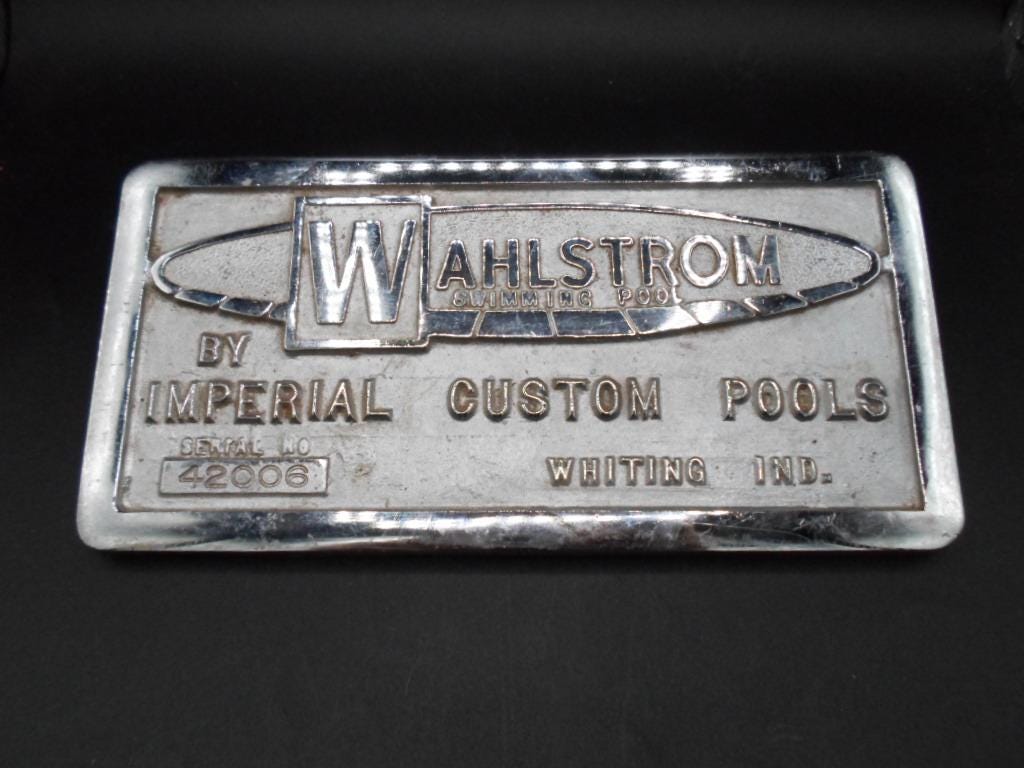 WAHLSTROM
SWIMMING POOL
BY
IMPERIAL CUSTOM POOLS
SERIAL NO
42006
WHITING IND.